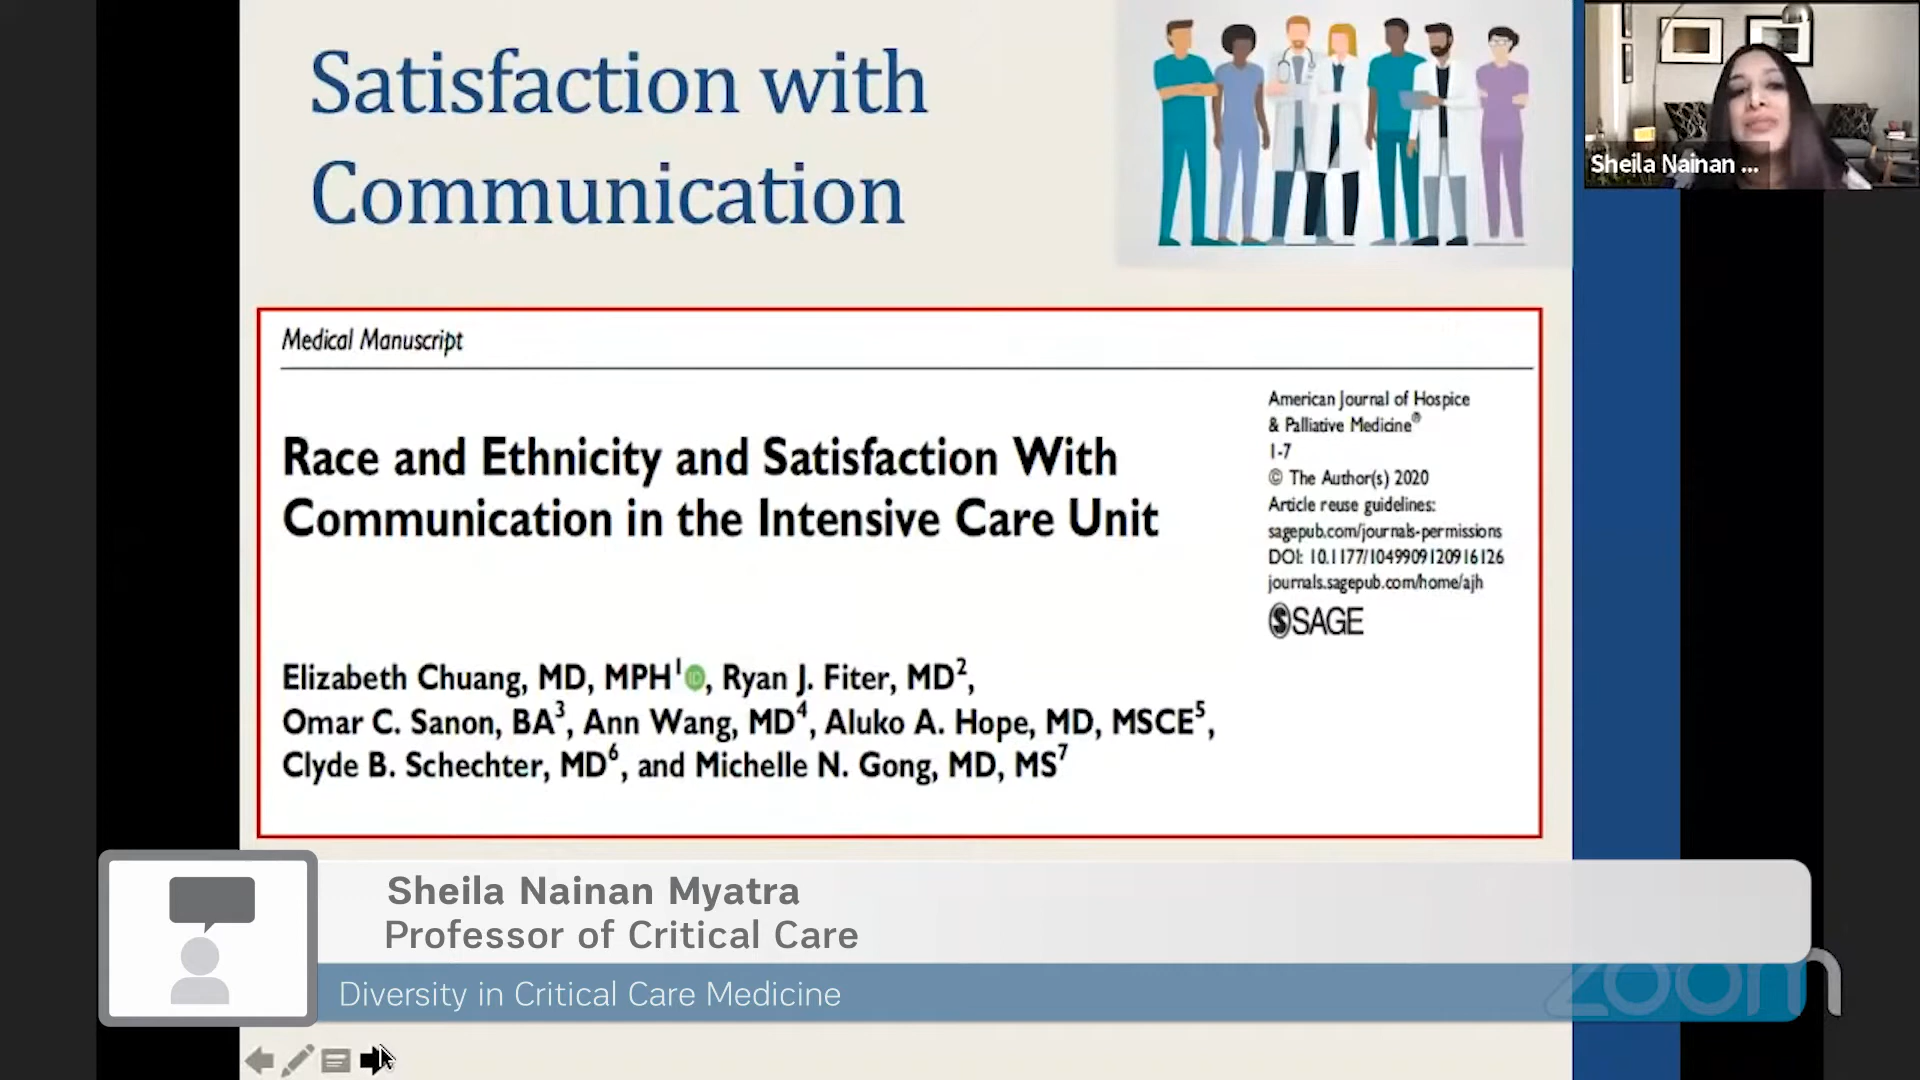 Satisfaction with
Communication
Sheila Nainan ...
Medical Manuscript
Race and Ethnicity and Satisfaction With
Communication in the Intensive Care Unit
American Journal of Hospice
& Palliative Medicine®
1-7
© The Author(s) 2020
Article reuse guidelines:
sagepub.com/journals-permissions
DOI: 10.1177/1049909120916126
journals.sagepub.com/home/ajh
SAGE
Elizabeth Chuang, MD, MPH¹ iD, Ryan J. Fiter, MD²,
Omar C. Sanon, BA³, Ann Wang, MD⁴, Aluko A. Hope, MD, MSCE⁵,
Clyde B. Schechter, MD⁶, and Michelle N. Gong, MD, MS⁷
Sheila Nainan Myatra
Professor of Critical Care
Diversity in Critical Care Medicine
zoom